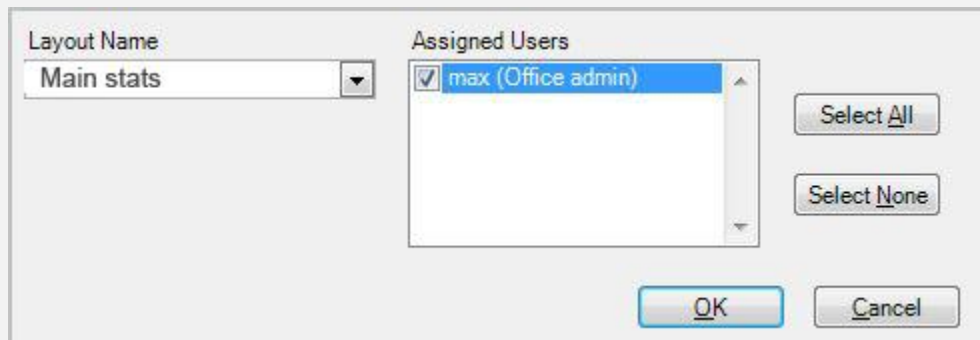 Layout Name
Main stats
Assigned Users
max (Office admin)
Select All
Select None
OK
Cancel